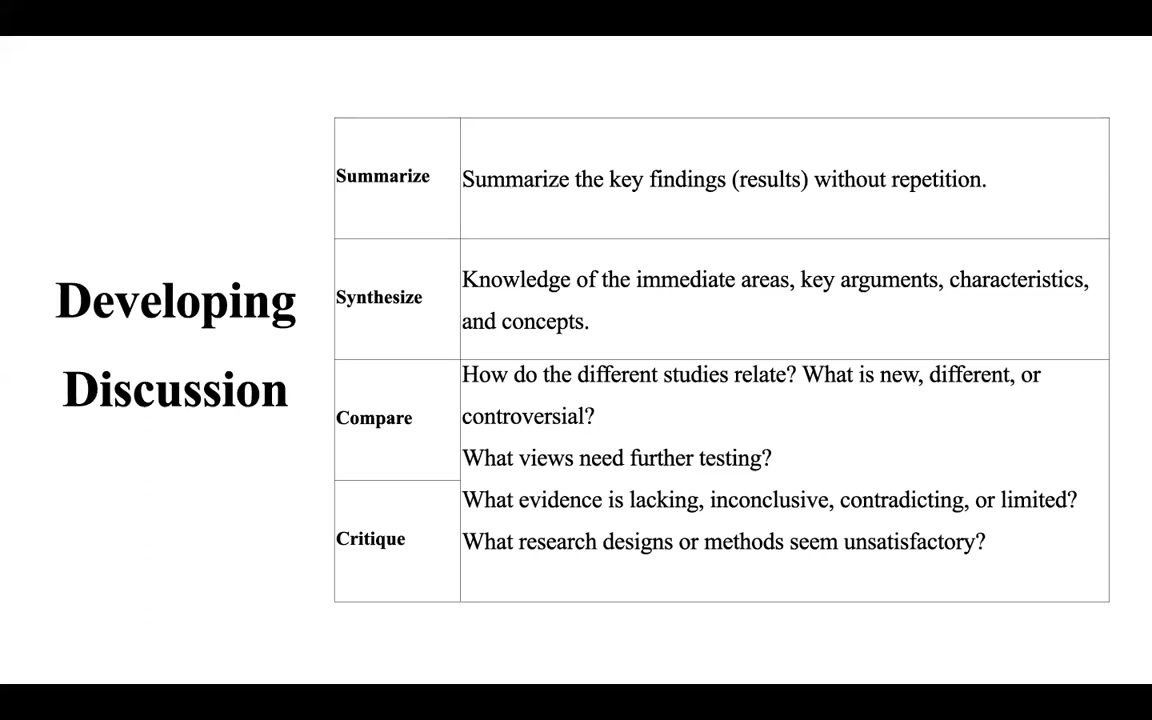 Developing
Discussion
Summarize
Summarize the key findings (results) without repetition.
Synthesize
Knowledge of the immediate areas, key arguments, characteristics,
and concepts.
Compare
How do the different studies relate? What is new, different, or
controversial?
What views need further testing?
Critique
What evidence is lacking, inconclusive, contradicting, or limited?
What research designs or methods seem unsatisfactory?